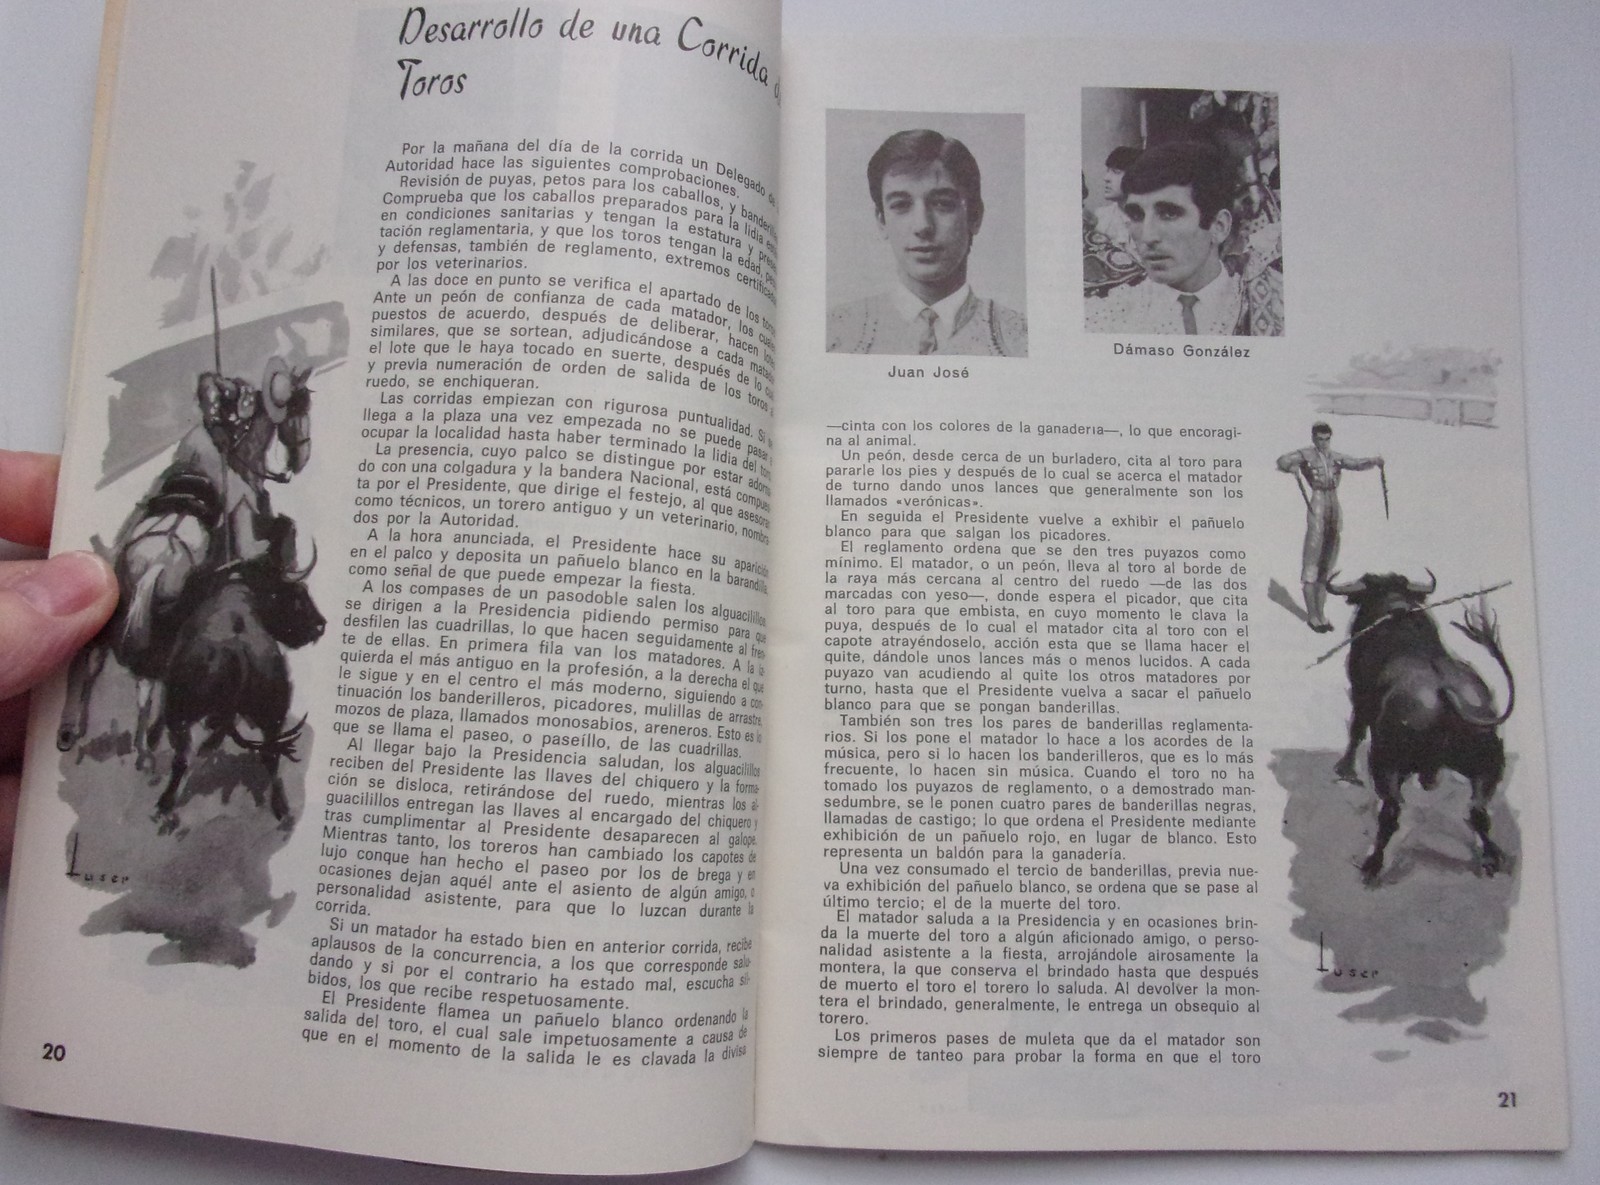 Desarrollo de una Corrida
Toros
Por la mañana del día de la corrida un Delegado de
Autoridad hace las siguientes comprobaciones.
Revisión de puyas, petos para los caballos, y
Comprueba que los caballos preparados para la lidia
en condiciones sanitarias y tengan la estatura y
tación reglamentaria, y que los toros tengan la edad,
y defensas, también de reglamento, extremos
por los veterinarios.
A las doce en punto se verifica el apartado de los toros
Ante un peón de confianza de cada matador, los
puestos de acuerdo, después de deliberar, hacen
similares, que se sortean, adjudicándose a cada
el lote que le haya tocado en suerte, después de lo
y previa numeración de orden de salida de los toros
ruedo, se enchiqueran.
Las corridas empiezan con rigurosa puntualidad. Si
llega a la plaza una vez empezada no se puede pasar
ocupar la localidad hasta haber terminado la lidia del
La presencia, cuyo palco se distingue por estar
do con una colgadura y la bandera Nacional, está
ta por el Presidente, que dirige el festejo, al que
como técnicos, un torero antiguo y un veterinario, nombra-
dos por la Autoridad.
A la hora anunciada, el Presidente hace su aparición
en el palco y deposita un pañuelo blanco en la barandilla
como señal de que puede empezar la fiesta.
A los compases de un pasodoble salen los alguacilillos
se dirigen a la Presidencia pidiendo permiso para que
desfilen las cuadrillas, lo que hacen seguidamente al fren-
te de ellas. En primera fila van los matadores. A la iz-
quierda el más antiguo en la profesión, a la derecha el que
le sigue y en el centro el más moderno, siguiendo a con-
tinuación los banderilleros, picadores, mulillas de arrastre,
mozos de plaza, llamados monosabios, areneros. Esto es lo
que se llama el paseo, o paseíllo, de las cuadrillas.
Al llegar bajo la Presidencia saludan, los alguacilillos
reciben del Presidente las llaves del chiquero y la forma-
ción se disloca, retirándose del ruedo, mientras los al-
guacilillos entregan las llaves al encargado del chiquero y
tras cumplimentar al Presidente desaparecen al galope.
Mientras tanto, los toreros han cambiado los capotes de
lujo conque han hecho el paseo por los de brega y en
ocasiones dejan aquél ante el asiento de algún amigo, o
personalidad asistente, para que lo luzcan durante la
corrida.
Si un matador ha estado bien en anterior corrida, recibe
aplausos de la concurrencia, a los que corresponde salu-
dando y si por el contrario ha estado mal, escucha sil-
bidos, los que recibe respetuosamente.
El Presidente flamea un pañuelo blanco ordenando la
salida del toro, el cual sale impetuosamente a causa de
que en el momento de la salida le es clavada la divisa
Luser
20
Juan José
Dámaso González
—cinta con los colores de la ganadería—, lo que encoragi-
na al animal.
Un peón, desde cerca de un burladero, cita al toro para
pararle los pies y después de lo cual se acerca el matador
de turno dando unos lances que generalmente son los
llamados «verónicas».
En seguida el Presidente vuelve a exhibir el pañuelo
blanco para que salgan los picadores.
El reglamento ordena que se den tres puyazos como
mínimo. El matador, o un peón, lleva al toro al borde de
la raya más cercana al centro del ruedo —de las dos
marcadas con yeso—, donde espera el picador, que cita
al toro para que embista, en cuyo momento le clava la
puya, después de lo cual el matador cita al toro con el
capote atrayéndoselo, acción esta que se llama hacer el
quite, dándole unos lances más o menos lucidos. A cada
puyazo van acudiendo al quite los otros matadores por
turno, hasta que el Presidente vuelva a sacar el pañuelo
blanco para que se pongan banderillas.
También son tres los pares de banderillas reglamenta-
rios. Si los pone el matador lo hace a los acordes de la
música, pero si lo hacen los banderilleros, que es lo más
frecuente, lo hacen sin música. Cuando el toro no ha
tomado los puyazos de reglamento, o a demostrado man-
sedumbre, se le ponen cuatro pares de banderillas negras,
llamadas de castigo; lo que ordena el Presidente mediante
exhibición de un pañuelo rojo, en lugar de blanco. Esto
representa un baldón para la ganadería.
Una vez consumado el tercio de banderillas, previa nue-
va exhibición del pañuelo blanco, se ordena que se pase al
último tercio; el de la muerte del toro.
El matador saluda a la Presidencia y en ocasiones brin-
da la muerte del toro a algún aficionado amigo, o perso-
nalidad asistente a la fiesta, arrojándole airosamente la
montera, la que conserva el brindado hasta que después
de muerto el toro el torero lo saluda. Al devolver la mon-
tera el brindado, generalmente, le entrega un obsequio al
torero.
Los primeros pases de muleta que da el matador son
siempre de tanteo para probar la forma en que el toro
Luser
21